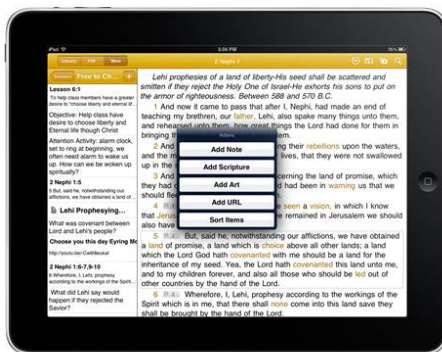 iPad
5:04 PM
76%
Library
PDF
More
2 Nephi 1
Lessons
Free to Ch...
+
Lesson 6:1
To help class members have a greater
desire to "choose liberty and eternal lif...
Objective: Help class have
desire to choose liberty and
Eternal life though Christ
Attention Activity: alarm clock,
set to ring at beginning, we
often need alarm to wake us
up. How can we be woken up
spiritually?
2 Nephi 1:5
5 But, said he, notwithstanding our
afflictions, we have obtained a land of...
Lehi Prophesying...
What was covenant between
Lord and Lehi's people?
Choose you this day Eyring Mo
2 Nephi 1:6-7,9-10
6 Wherefore, I, Lehi, prophesy
according to the workings of the Spirit...
What did Lehi say would
happen if they rejected the
Savior?
Lehi prophesies of a land of liberty-His seed shall be scattered and
smitten if they reject the Holy One of Israel-He exhorts his sons to put on
the armor of righteousness. Between 588 and 570 B.C.
1 And now it came to pass that after I, Nephi, had made an end of
teaching my brethren, our father, Lehi, also spake many things unto them,
and rehearsed unto them, how great things the Lord had done for them in
bringing
2 And their rebellions upon the waters,
and the m lives, that they were not swallowed
up in the
3 And concerning the land of promise, which
they had had been in warning us that we
should fle
4 seen a vision, in which I know
that Jerus remained in Jerusalem we should
also have
5 But, said he, notwithstanding our afflictions, we have obtained
a land of promise, a land which is choice above all other lands; a land
which the Lord God hath covenanted with me should be a land for the
inheritance of my seed. Yea, the Lord hath covenanted this land unto me,
and to my children forever, and also all those who should be led out of
other countries by the hand of the Lord.
6 Wherefore, I, Lehi, prophesy according to the workings of the
Spirit which is in me, that there shall none come into this land save they
shall be brought by the hand of the Lord.
Actions
Add Note
Add Scripture
Add Art
Add URL
Sort Items